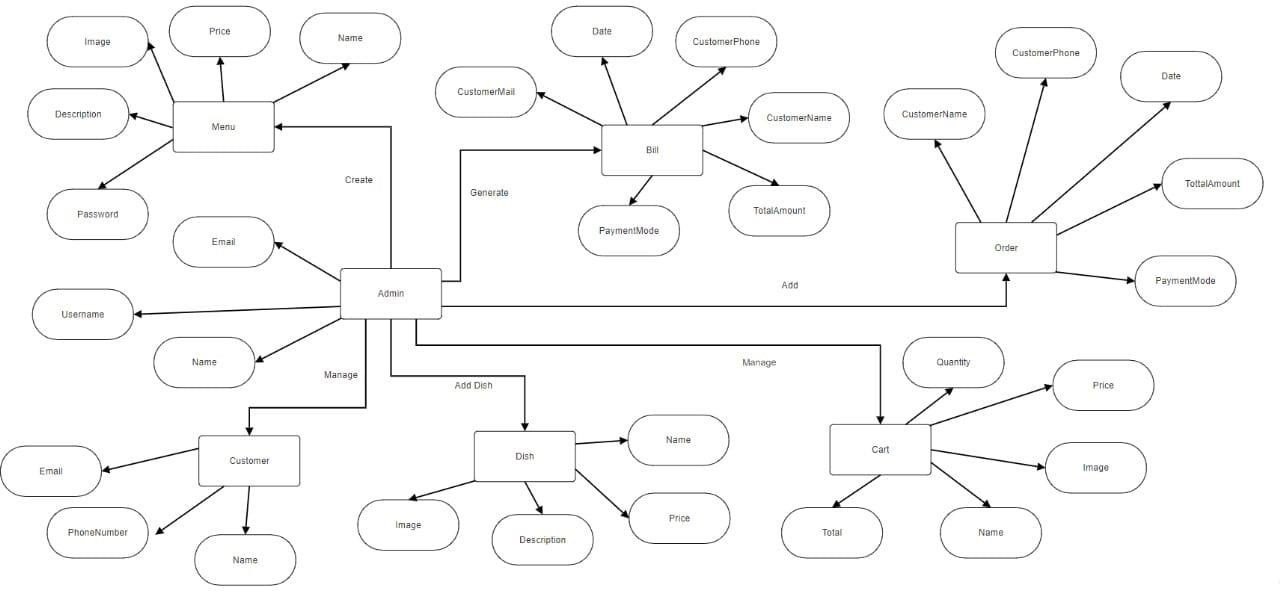 Image
Price
Name
Description
Menu
Password
Create
Date
CustomerPhone
CustomerMail
CustomerName
Bill
Generate
PaymentMode
TotalAmount
CustomerPhone
Date
CustomerName
TottalAmount
Order
PaymentMode
Email
Admin
Add
Username
Name
Manage
Add Dish
Manage
Quantity
Price
Cart
Image
Total
Name
Customer
Email
PhoneNumber
Name
Dish
Name
Image
Description
Price